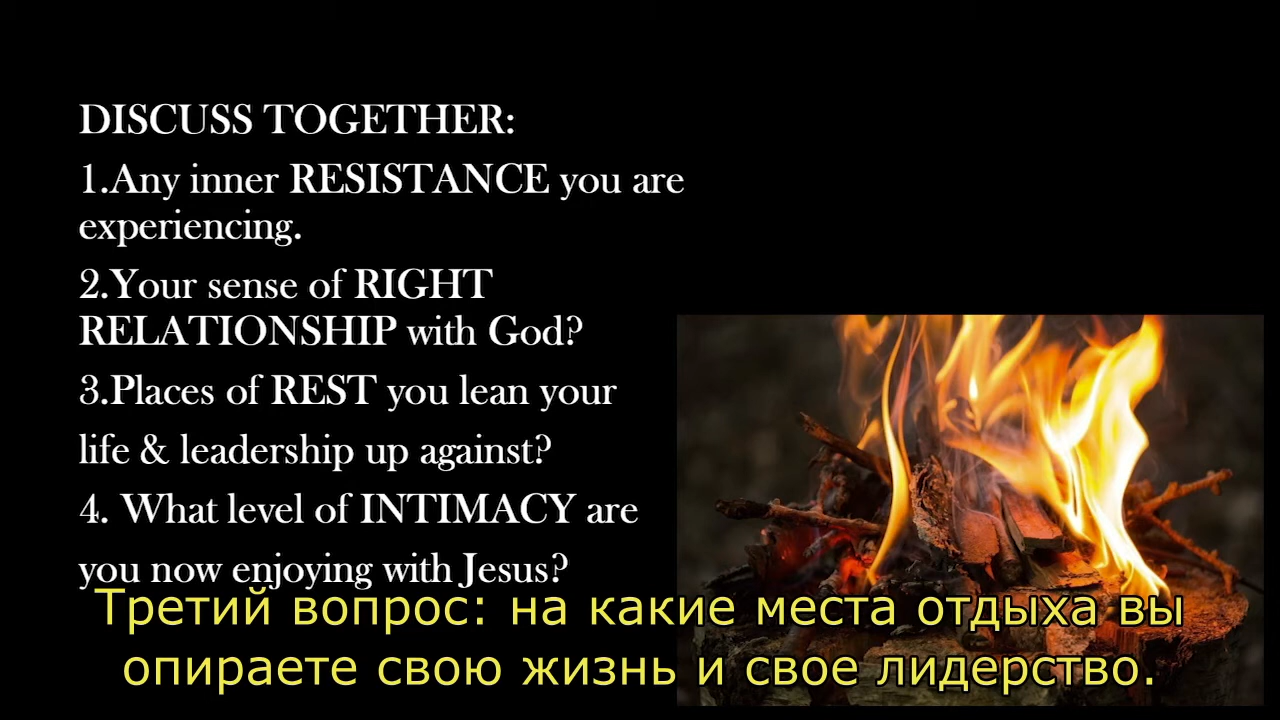 DISCUSS TOGETHER:
1.Any inner RESISTANCE you are
experiencing.
2.Your sense of RIGHT
RELATIONSHIP with God?
3.Places of REST you lean your
life & leadership up against?
4. What level of INTIMACY are
you now enjoying with Jesus?
Третий вопрос: на какие места отдыха вы
опираете свою жизнь и свое лидерство.